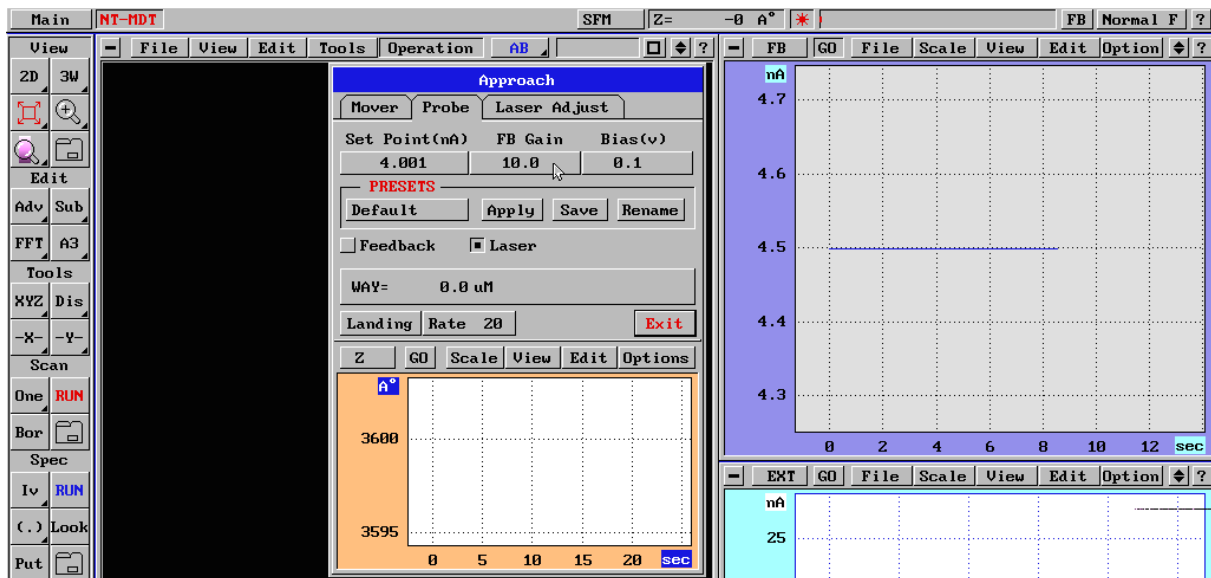 Main NT-MDT SFM Z= -0 A° FB Normal F ?
View
2D 3W
Edit
Adv Sub
FFT A3
Tools
XYZ Dis
-X- -Y-
Scan
One RUN
Bor
Spec
Iv RUN
(.) Look
Put
File View Edit Tools Operation AB ?
Approach
Mover Probe Laser Adjust
Set Point(nA) FB Gain Bias(v)
4.001 10.0 0.1
PRESETS
Default Apply Save Rename
Feedback Laser
WAY= 0.0 uM
Landing Rate 20 Exit
Z GO Scale View Edit Options
A°
3600
3595
0 5 10 15 20 sec
FB GO File Scale View Edit Option ?
nA
4.7
4.6
4.5
4.4
4.3
0 2 4 6 8 10 12 sec
EXT GO File Scale View Edit Option ?
nA
25